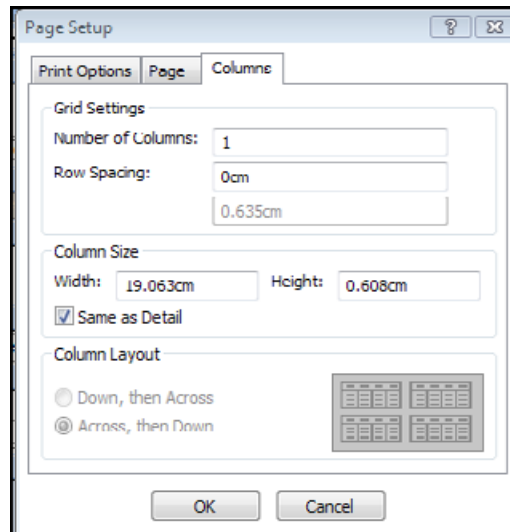 Page Setup
Print Options Page Columns
Grid Settings
Number of Columns: 1
Row Spacing: 0cm
0.635cm
Column Size
Width: 19.063cm Height: 0.608cm
Same as Detail
Column Layout
Down, then Across
Across, then Down
OK Cancel